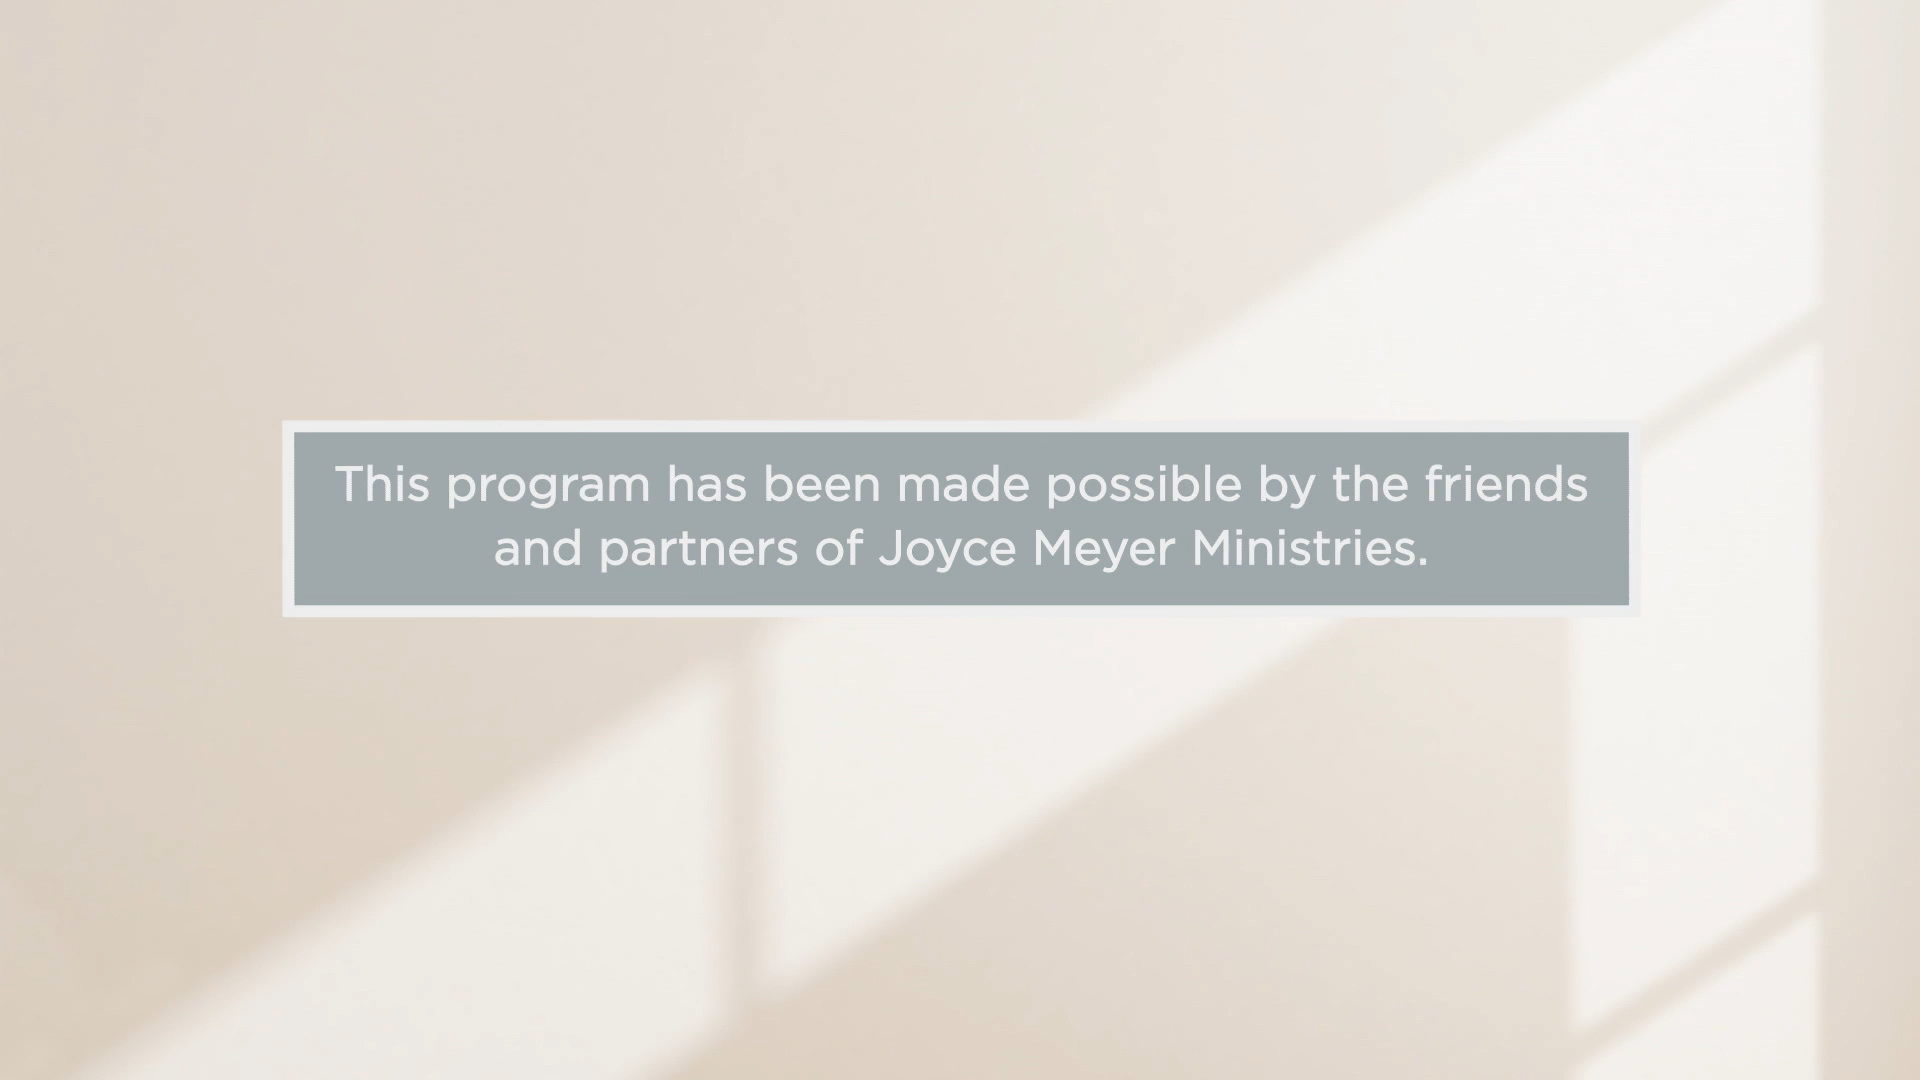 This program has been made possible by the friends
and partners of Joyce Meyer Ministries.